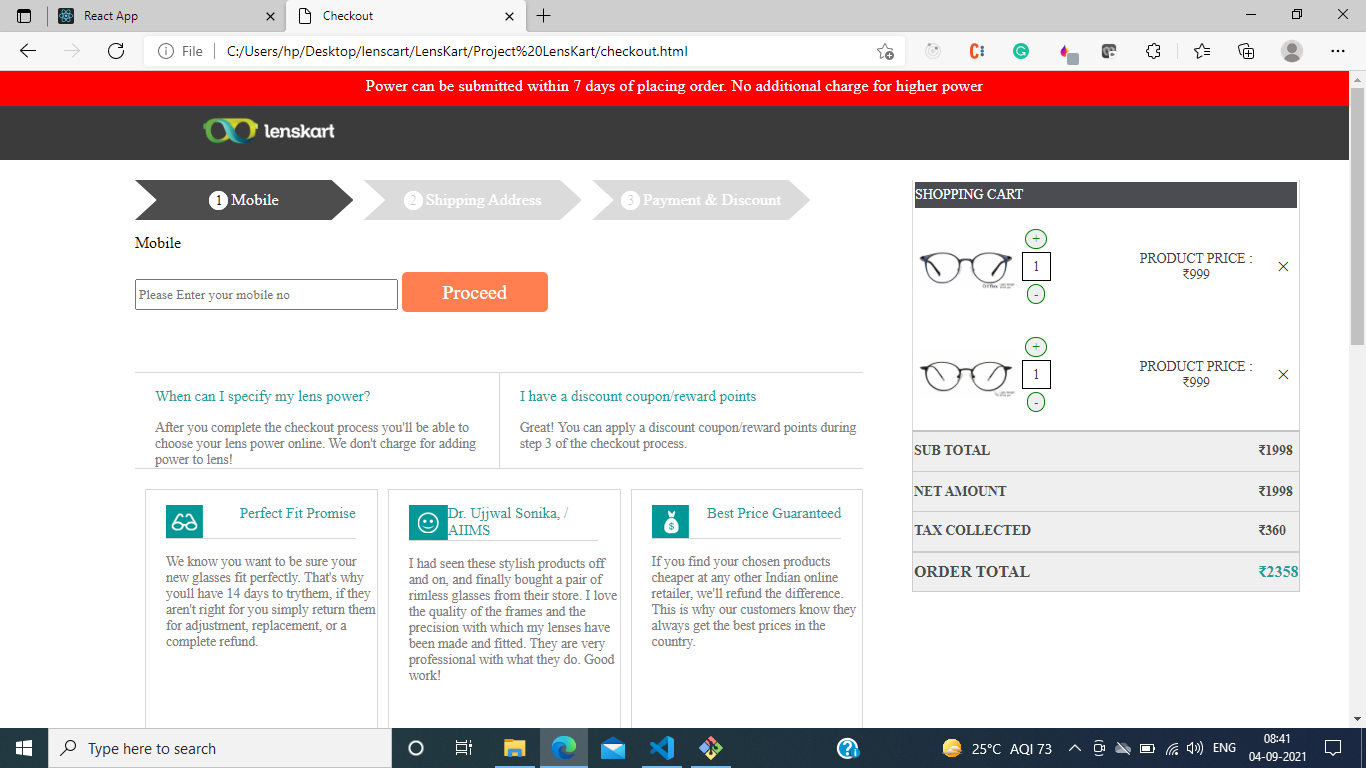 React App
Checkout
File
C:/Users/hp/Desktop/lenscart/LensKart/Project%20LensKart/checkout.html
Power can be submitted within 7 days of placing order. No additional charge for higher power
lenskart
1 Mobile
2 Shipping Address
3 Payment & Discount
Mobile
Please Enter your mobile no
Proceed
When can I specify my lens power?
After you complete the checkout process you'll be able to
choose your lens power online. We don't charge for adding
power to lens!
I have a discount coupon/reward points
Great! You can apply a discount coupon/reward points during
step 3 of the checkout process.
Perfect Fit Promise
We know you want to be sure your
new glasses fit perfectly. That's why
youll have 14 days to trythem, if they
aren't right for you simply return them
for adjustment, replacement, or a
complete refund.
Dr. Ujjwal Sonika, /
AIIMS
I had seen these stylish products off
and on, and finally bought a pair of
rimless glasses from their store. I love
the quality of the frames and the
precision with which my lenses have
been made and fitted. They are very
professional with what they do. Good
work!
Best Price Guaranteed
If you find your chosen products
cheaper at any other Indian online
retailer, we'll refund the difference.
This is why our customers know they
always get the best prices in the
country.
SHOPPING CART
+
1
-
PRODUCT PRICE :
₹999
×
+
1
-
PRODUCT PRICE :
₹999
×
SUB TOTAL ₹1998
NET AMOUNT ₹1998
TAX COLLECTED ₹360
ORDER TOTAL ₹2358
Type here to search
25°C AQI 73
ENG
08:41
04-09-2021